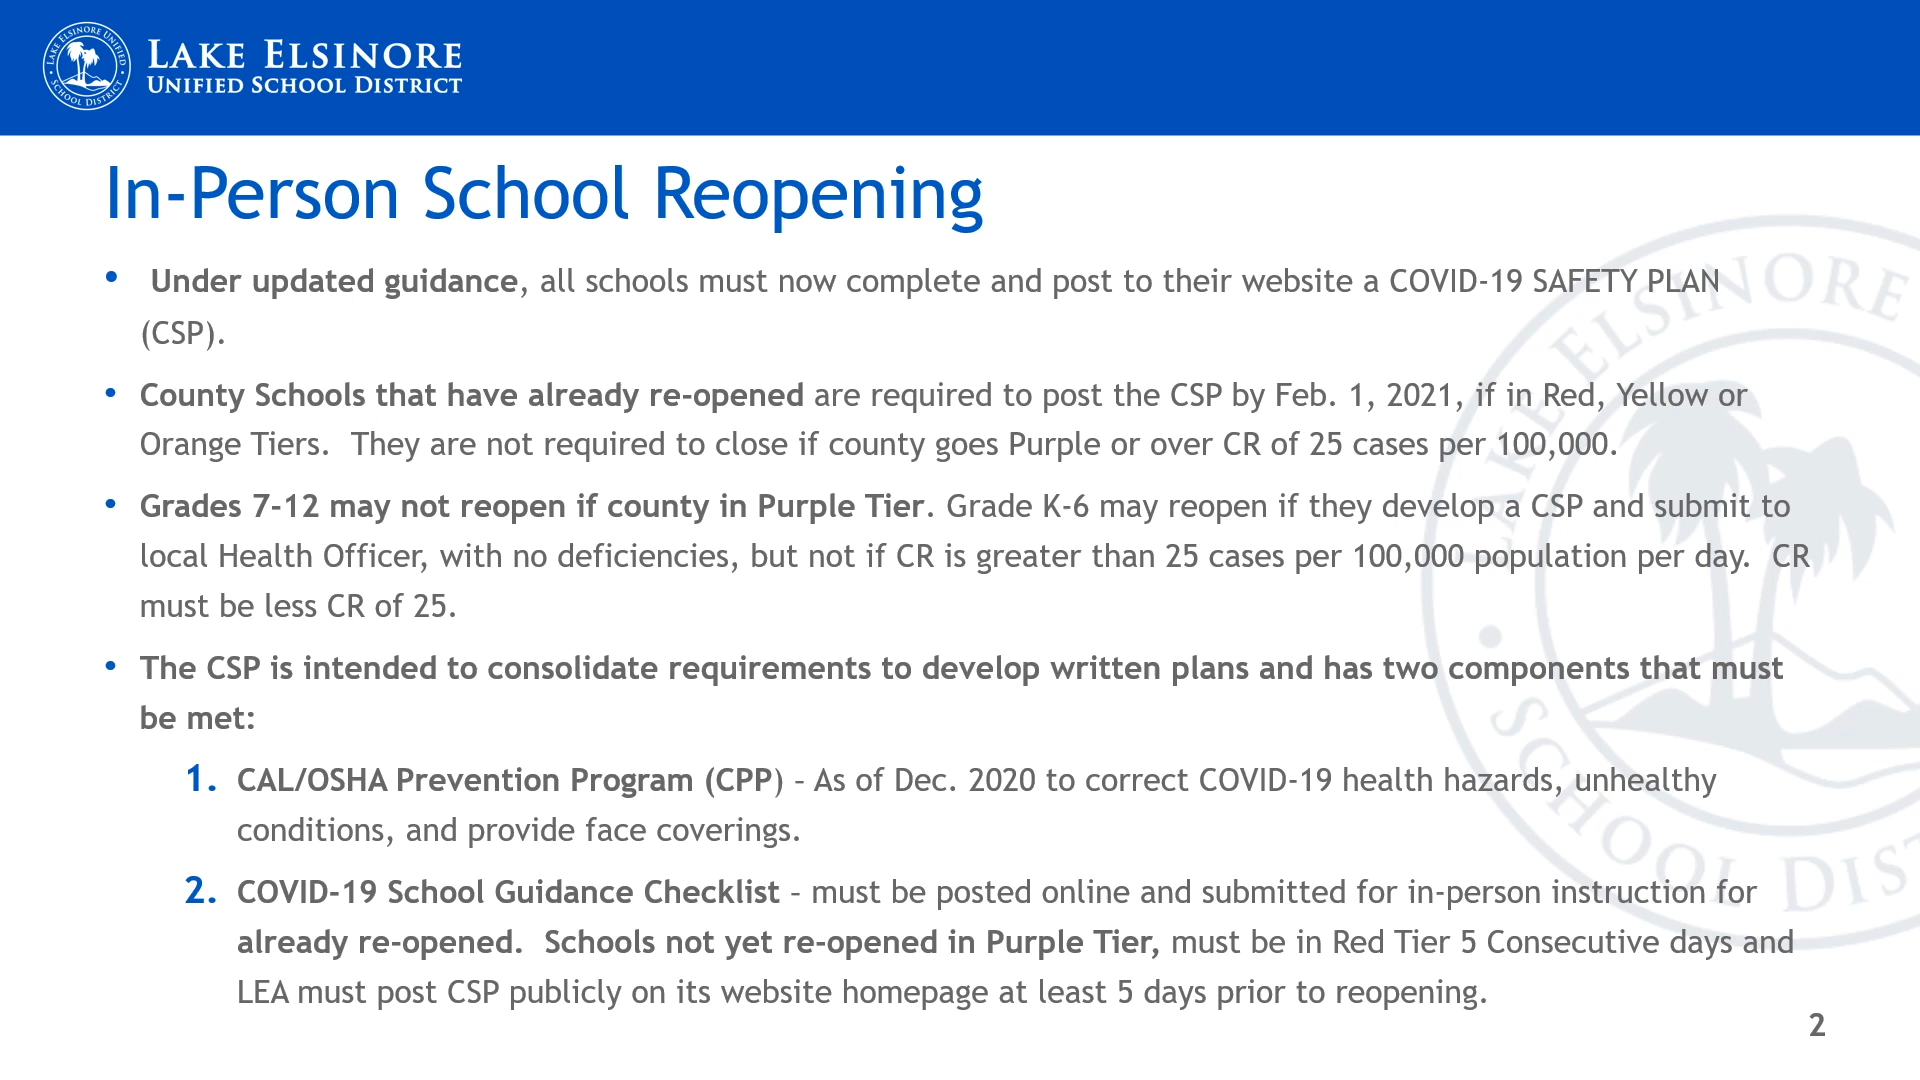 LAKE ELSINORE
UNIFIED SCHOOL DISTRICT
LAKE ELSINORE UNIFIED
• SCHOOL DISTRICT •
In-Person School Reopening
• Under updated guidance, all schools must now complete and post to their website a COVID-19 SAFETY PLAN
(CSP).
• County Schools that have already re-opened are required to post the CSP by Feb. 1, 2021, if in Red, Yellow or
Orange Tiers. They are not required to close if county goes Purple or over CR of 25 cases per 100,000.
• Grades 7-12 may not reopen if county in Purple Tier. Grade K-6 may reopen if they develop a CSP and submit to
local Health Officer, with no deficiencies, but not if CR is greater than 25 cases per 100,000 population per day. CR
must be less CR of 25.
• The CSP is intended to consolidate requirements to develop written plans and has two components that must
be met:
1. CAL/OSHA Prevention Program (CPP) – As of Dec. 2020 to correct COVID-19 health hazards, unhealthy
conditions, and provide face coverings.
2. COVID-19 School Guidance Checklist – must be posted online and submitted for in-person instruction for
already re-opened. Schools not yet re-opened in Purple Tier, must be in Red Tier 5 Consecutive days and
LEA must post CSP publicly on its website homepage at least 5 days prior to reopening.
LAKE ELSINORE
• SCHOOL DIST
2